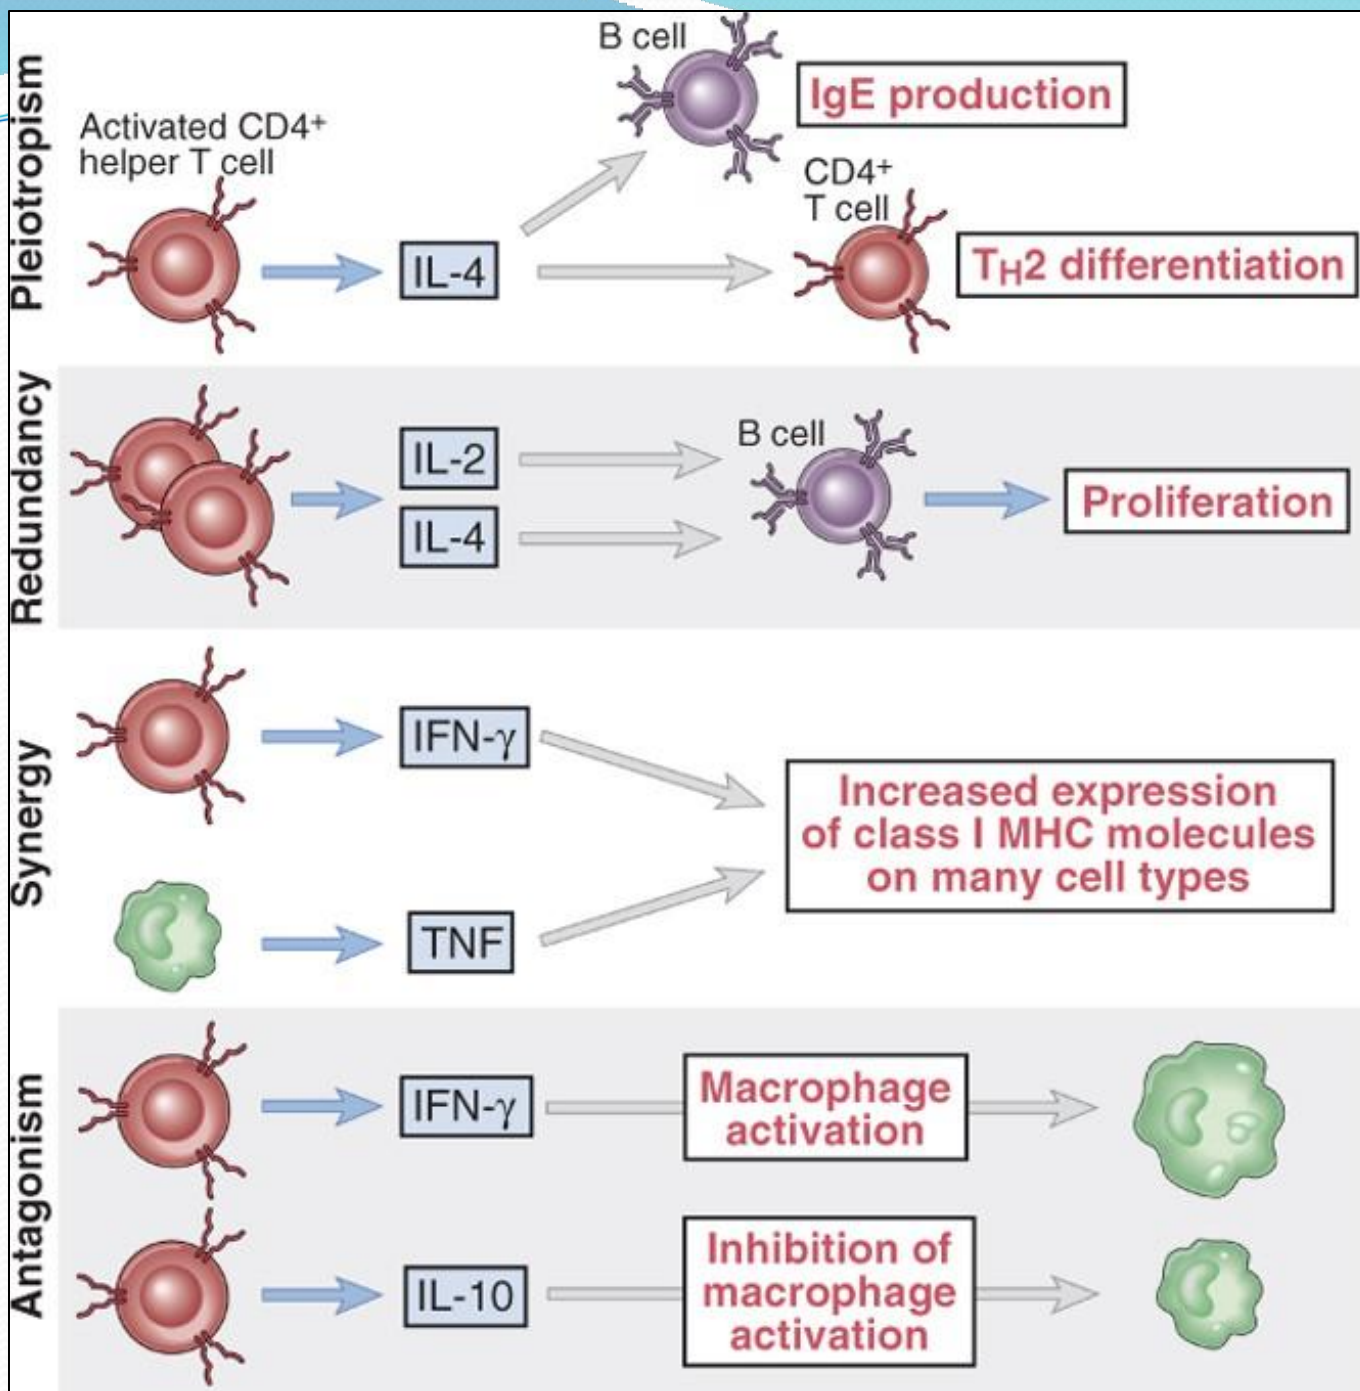 Pleiotropism
Activated CD4+
helper T cell
IL-4
B cell
IgE production
CD4+
T cell
TH2 differentiation
Redundancy
IL-2
IL-4
B cell
Proliferation
Synergy
IFN-γ
TNF
Increased expression
of class I MHC molecules
on many cell types
Antagonism
IFN-γ
Macrophage
activation
IL-10
Inhibition of
macrophage
activation